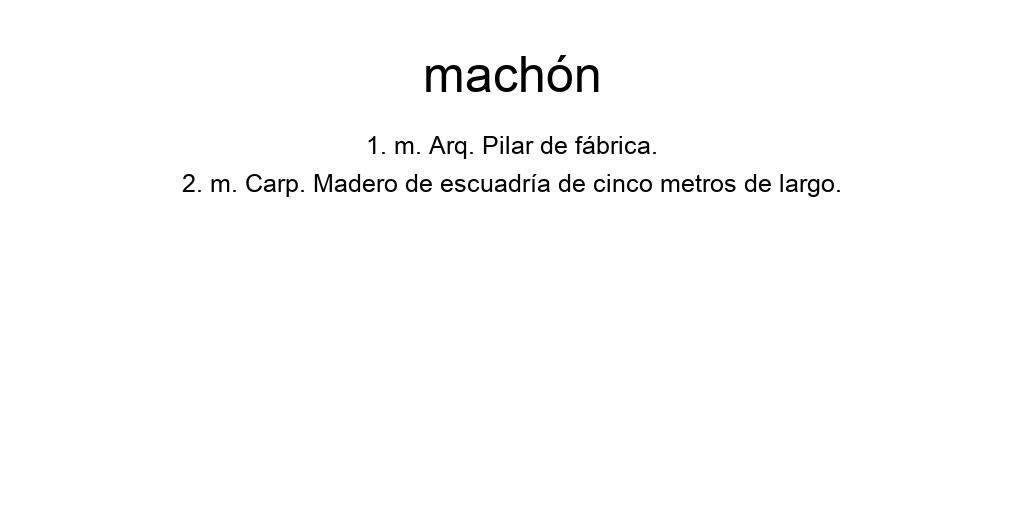 machón
1. m. Arq. Pilar de fábrica.
2. m. Carp. Madero de escuadría de cinco metros de largo.